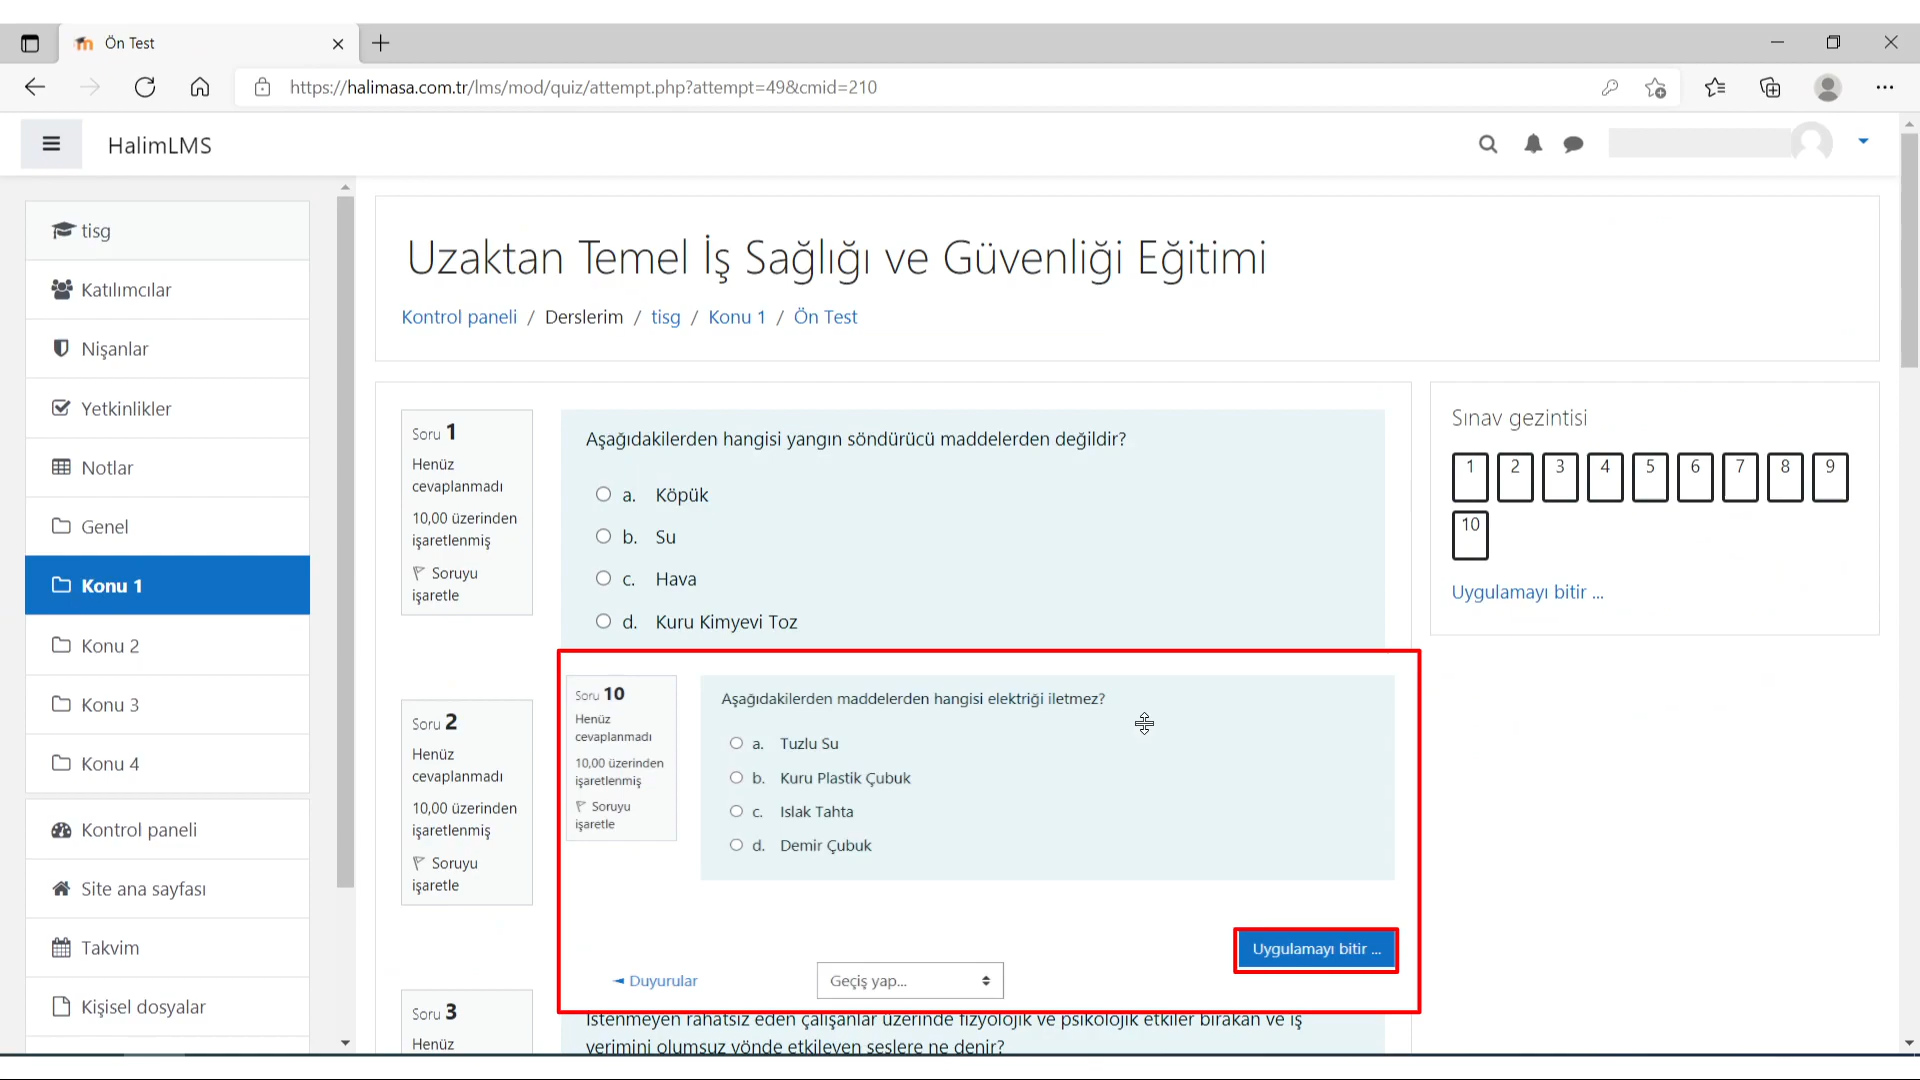 Ön Test
https://halimasa.com.tr/lms/mod/quiz/attempt.php?attempt=49&cmid=210
HalimLMS
tisg
Katılımcılar
Nişanlar
Yetkinlikler
Notlar
Genel
Konu 1
Konu 2
Konu 3
Konu 4
Kontrol paneli
Site ana sayfası
Takvim
Kişisel dosyalar
Uzaktan Temel İş Sağlığı ve Güvenliği Eğitimi
Kontrol paneli / Derslerim / tisg / Konu 1 / Ön Test
Soru 1
Henüz
cevaplanmadı
10,00 üzerinden
işaretlenmiş
Soruyu
işaretle
Aşağıdakilerden hangisi yangın söndürücü maddelerden değildir?
a. Köpük
b. Su
c. Hava
d. Kuru Kimyevi Toz
Soru 2
Henüz
cevaplanmadı
10,00 üzerinden
işaretlenmiş
Soruyu
işaretle
Soru 10
Henüz
cevaplanmadı
10,00 üzerinden
işaretlenmiş
Soruyu
işaretle
Aşağıdakilerden maddelerden hangisi elektriği iletmez?
a. Tuzlu Su
b. Kuru Plastik Çubuk
c. Islak Tahta
d. Demir Çubuk
Uygulamayı bitir ...
◄ Duyurular
Geçiş yap...
Soru 3
Henüz
İstenmeyen rahatsız eden çalışanlar üzerinde fizyolojik ve psikolojik etkiler bırakan ve iş
verimini olumsuz yönde etkileyen seslere ne denir?
Sınav gezintisi
1 2 3 4 5 6 7 8 9
10
Uygulamayı bitir ...